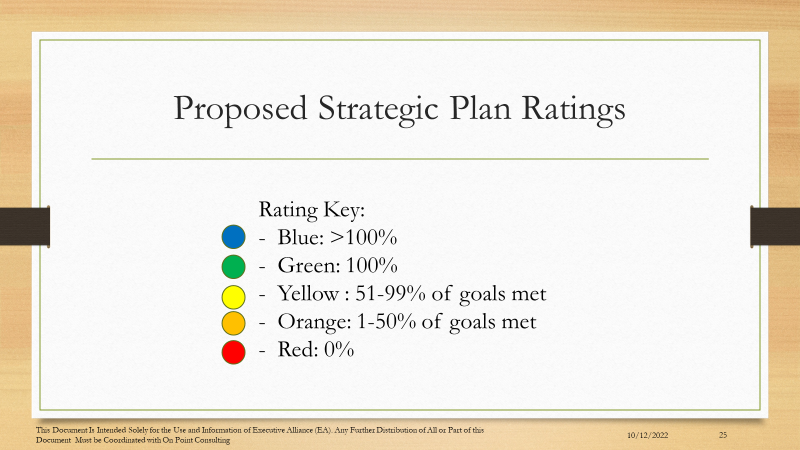 Proposed Strategic Plan Ratings
Rating Key:
- Blue: >100%
- Green: 100%
- Yellow : 51-99% of goals met
- Orange: 1-50% of goals met
- Red: 0%
This Document Is Intended Solely for the Use and Information of Executive Alliance (EA). Any Further Distribution of All or Part of this
Document Must be Coordinated with On Point Consulting
10/12/2022
25